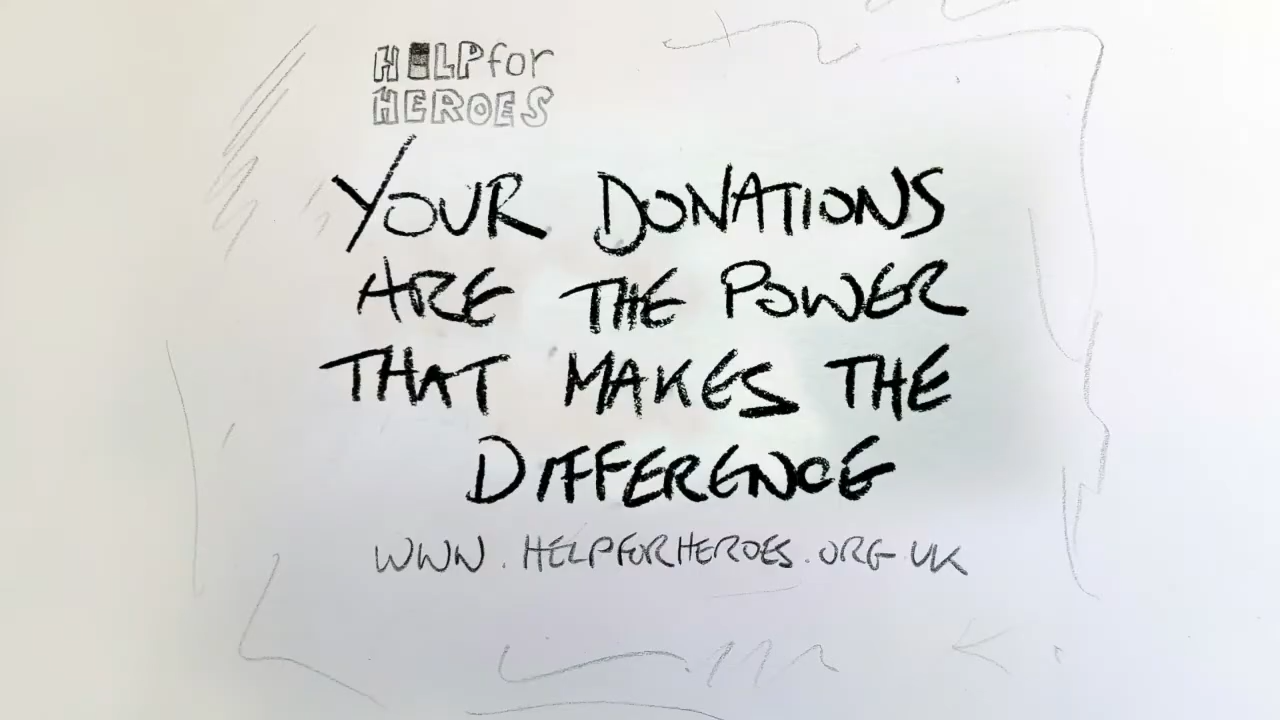 HELP for
HEROES
YOUR DONATIONS
ARE THE POWER
THAT MAKES THE
DIFFERENCE
WWW.HELPFORHEROES.ORG.UK